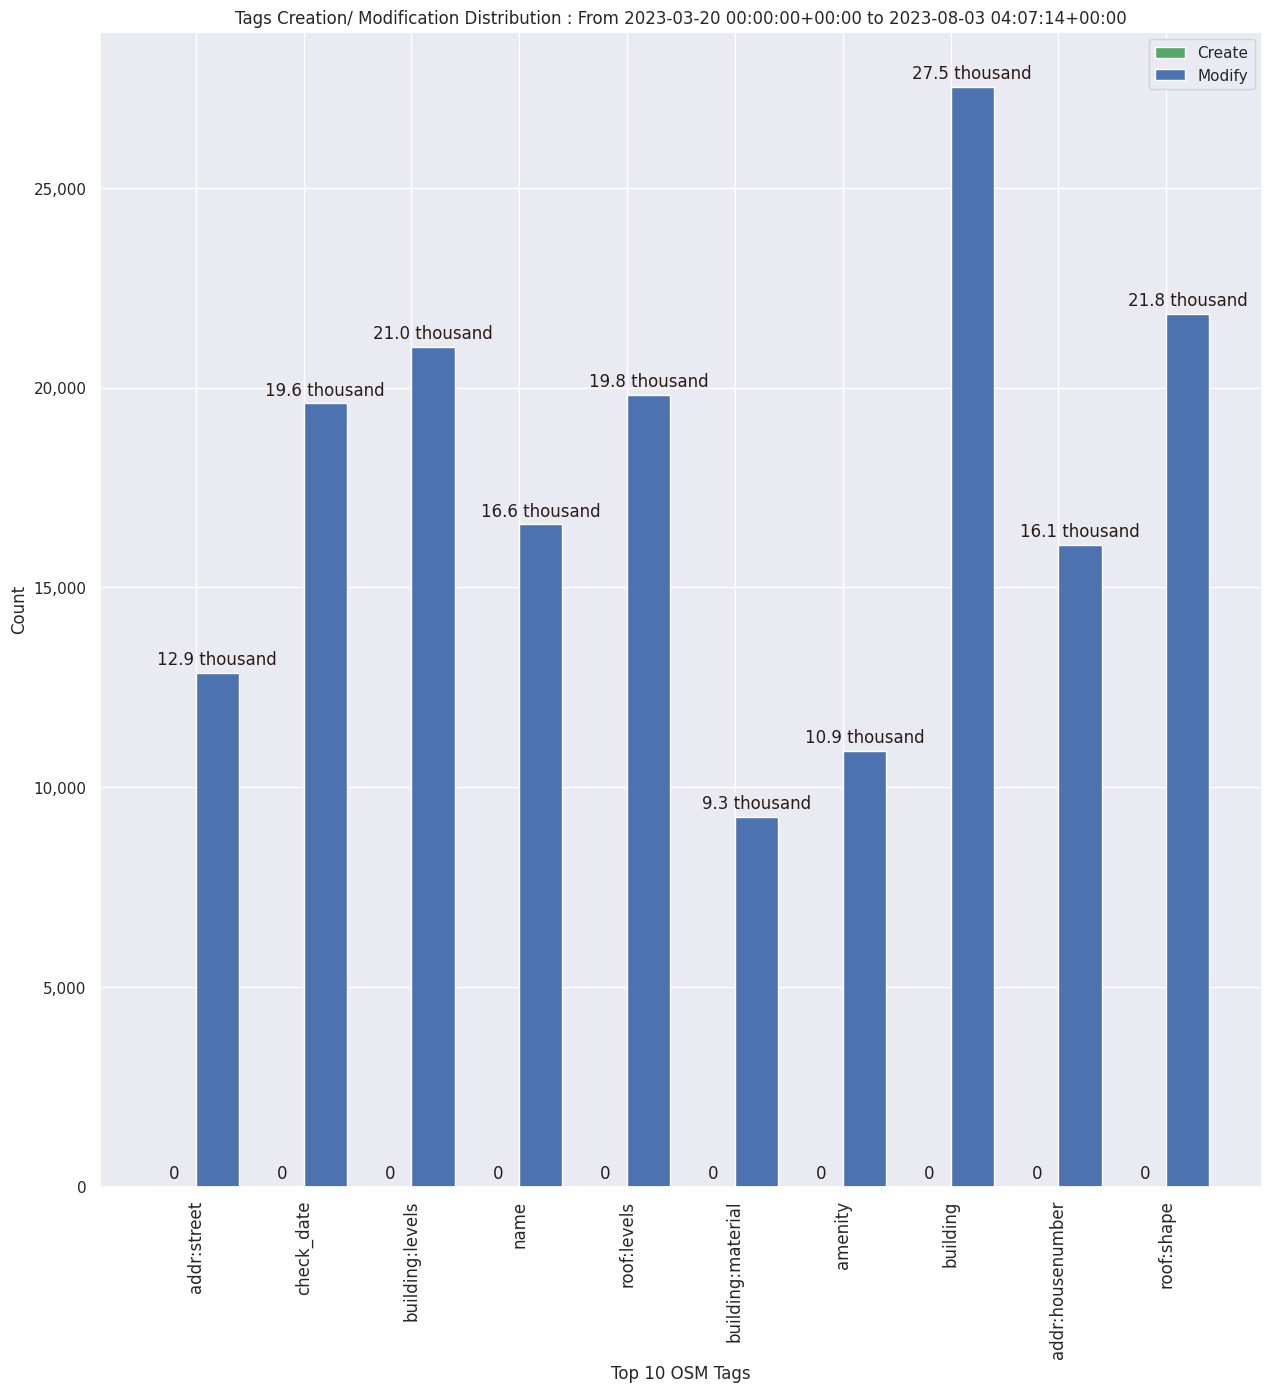 Tags Creation/ Modification Distribution : From 2023-03-20 00:00:00+00:00 to 2023-08-03 04:07:14+00:00
Create
Modify
Count
25,000
20,000
15,000
10,000
5,000
0
12.9 thousand
19.6 thousand
21.0 thousand
16.6 thousand
19.8 thousand
9.3 thousand
10.9 thousand
27.5 thousand
16.1 thousand
21.8 thousand
0
0
0
0
0
0
0
0
0
0
addr:street
check_date
building:levels
name
roof:levels
building:material
amenity
building
addr:housenumber
roof:shape
Top 10 OSM Tags